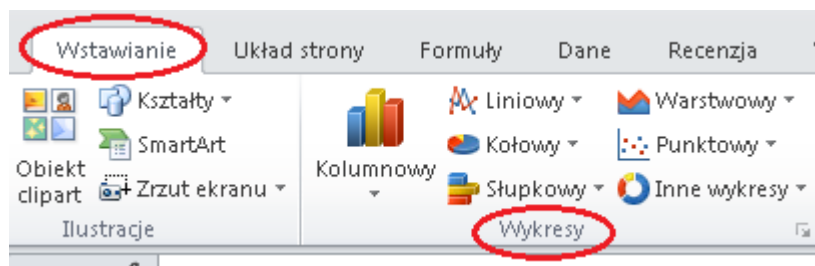 Wstawianie Układ strony Formuły Dane Recenzja
Obiekt clipart
Kształty
SmartArt
Zrzut ekranu
Ilustracje
Kolumnowy
Liniowy
Kołowy
Słupkowy
Warstwowy
Punktowy
Inne wykresy
Wykresy